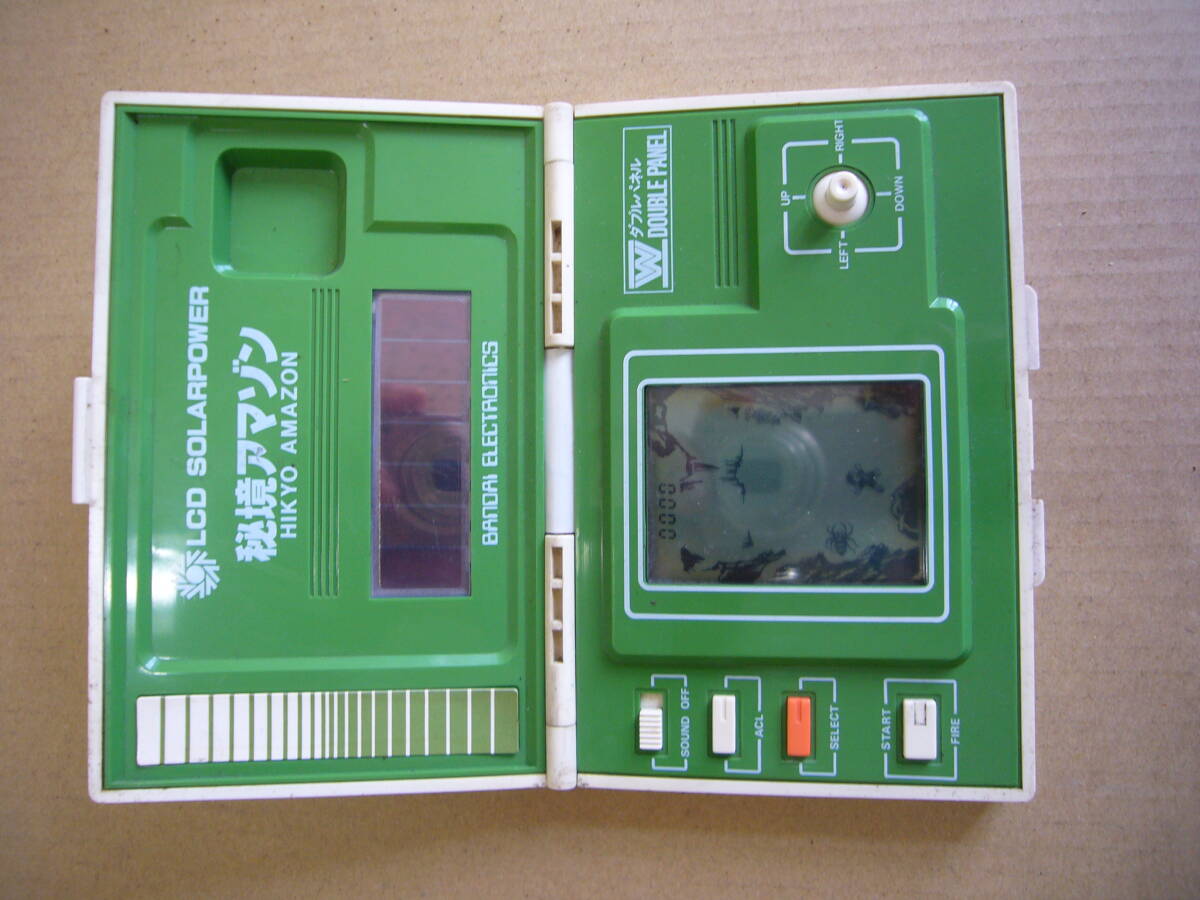 LCD SOLARPOWER
秘境アマゾン
HIKYO AMAZON
BANDAI ELECTRONICS
W ダブルパネル
DOUBLE PANEL
UP
RIGHT
LEFT
DOWN
0000
SOUND OFF
ACL
SELECT
START
FIRE